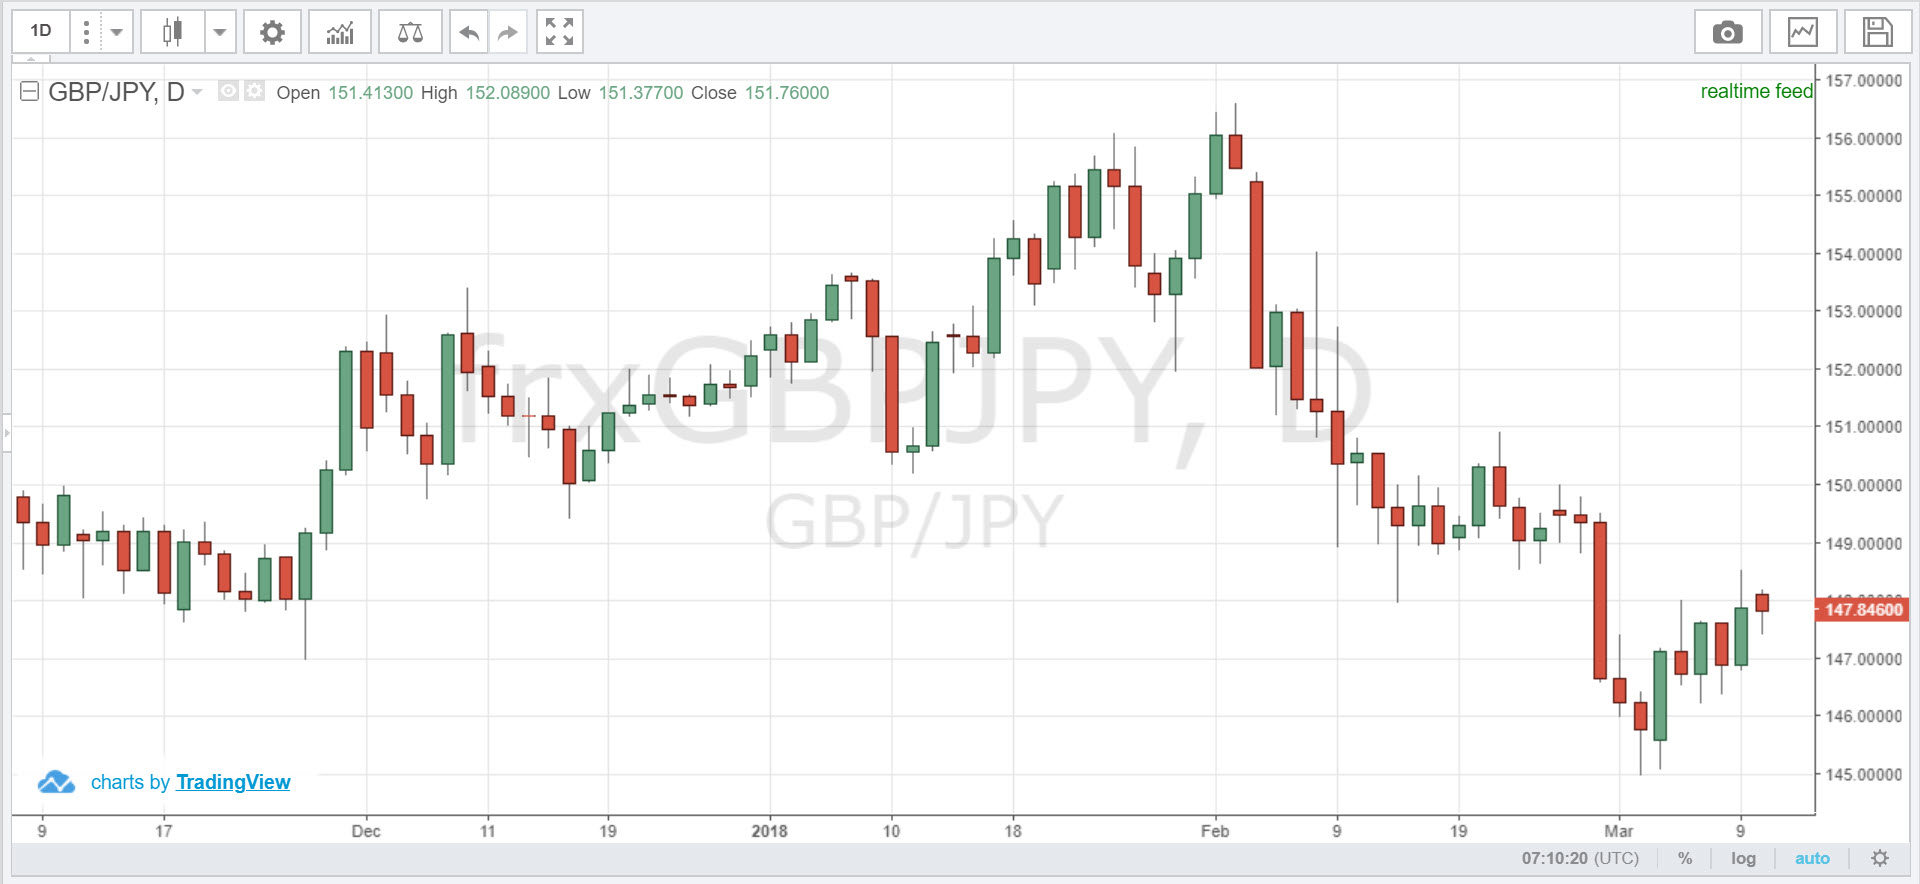 1D
GBP/JPY, D Open 151.41300 High 152.08900 Low 151.37700 Close 151.76000
realtime feed
157.00000
156.00000
155.00000
154.00000
153.00000
152.00000
151.00000
150.00000
149.00000
147.84600
147.00000
146.00000
145.00000
frxGBPJPY, D
GBP/JPY
charts by TradingView
9 17 Dec 11 19 2018 10 18 Feb 9 19 Mar 9
07:10:20 (UTC) % log auto